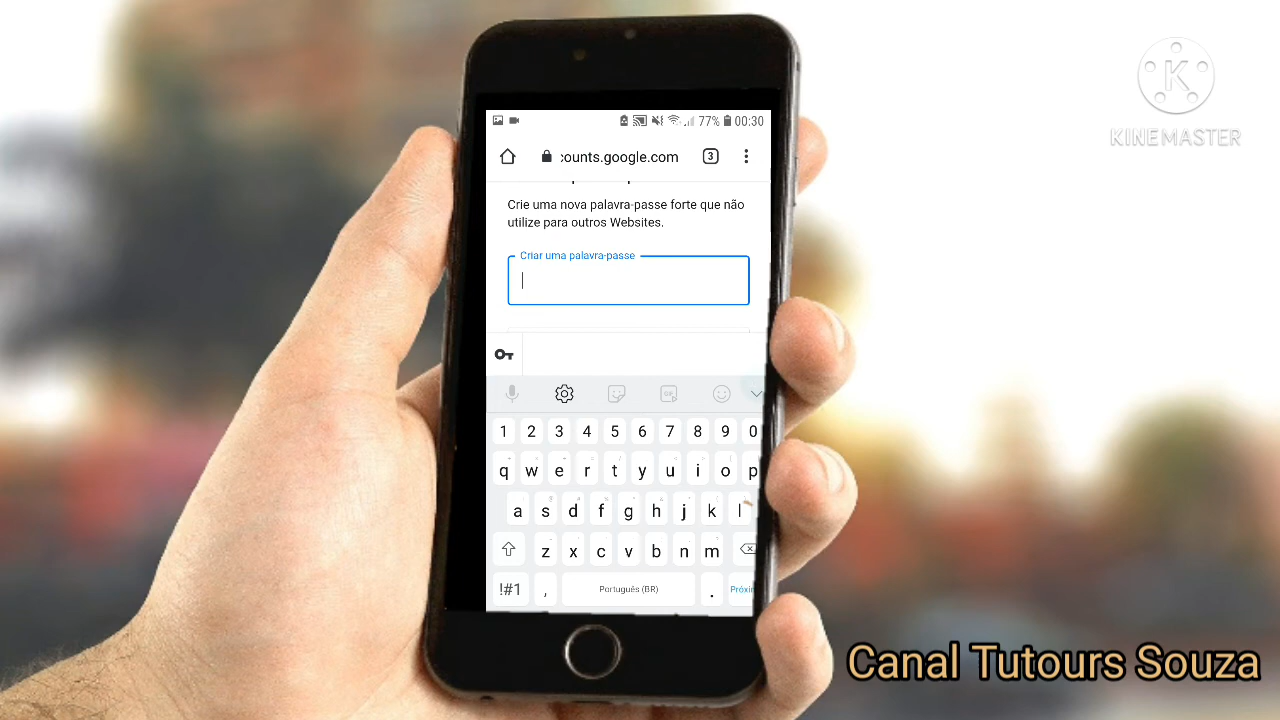 77% 00:30
:ounts.google.com 3
Crie uma nova palavra-passe forte que não
utilize para outros Websites.
Criar uma palavra-passe
1 2 3 4 5 6 7 8 9 0
q w e r t y u i o p
a s d f g h j k l
z x c v b n m
!#1 , Português (BR) . Próxi
K
KINEMASTER
Canal Tutours Souza